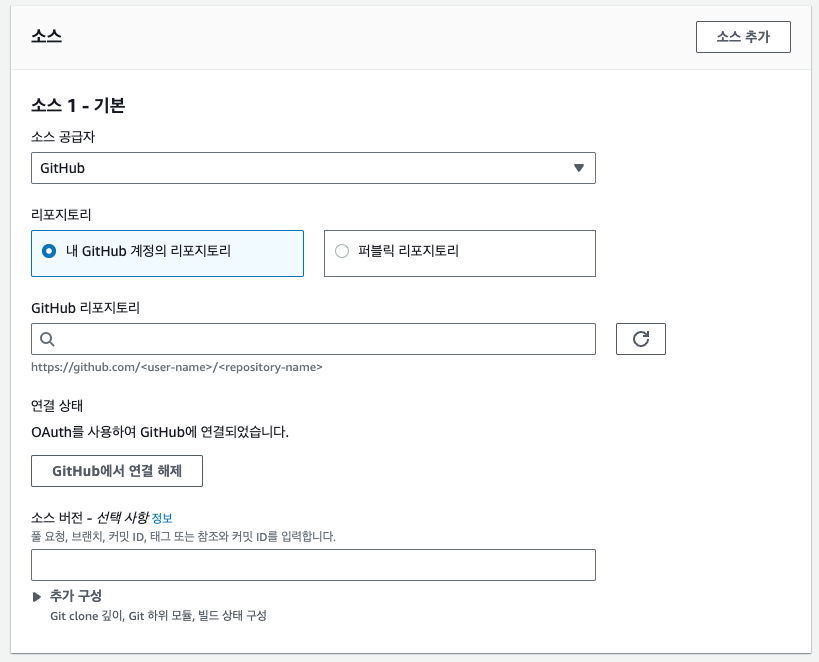 소스
소스 추가
소스 1 - 기본
소스 공급자
GitHub
리포지토리
내 GitHub 계정의 리포지토리
퍼블릭 리포지토리
GitHub 리포지토리
https://github.com/<user-name>/<repository-name>
연결 상태
OAuth를 사용하여 GitHub에 연결되었습니다.
GitHub에서 연결 해제
소스 버전 - 선택 사항 정보
풀 요청, 브랜치, 커밋 ID, 태그 또는 참조와 커밋 ID를 입력합니다.
추가 구성
Git clone 깊이, Git 하위 모듈, 빌드 상태 구성